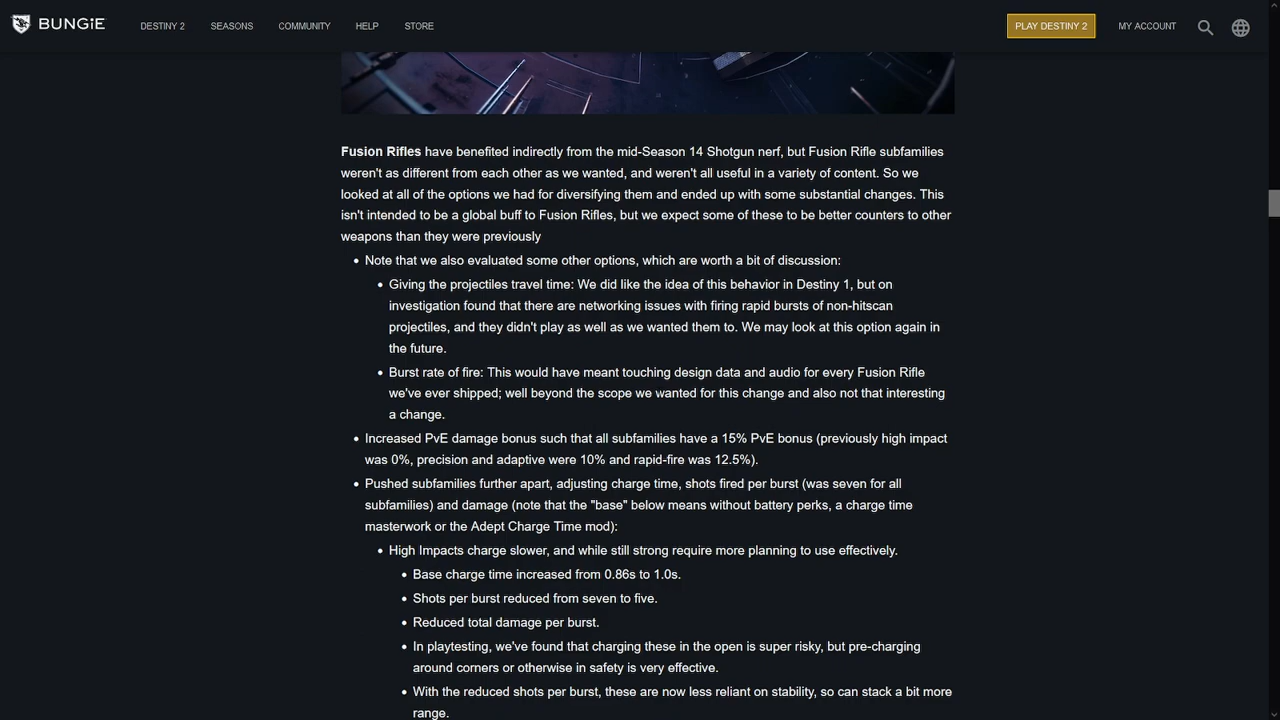 BUNGiE
DESTINY 2
SEASONS
COMMUNITY
HELP
STORE
PLAY DESTINY 2
MY ACCOUNT
Fusion Rifles have benefited indirectly from the mid-Season 14 Shotgun nerf, but Fusion Rifle subfamilies
weren't as different from each other as we wanted, and weren't all useful in a variety of content. So we
looked at all of the options we had for diversifying them and ended up with some substantial changes. This
isn't intended to be a global buff to Fusion Rifles, but we expect some of these to be better counters to other
weapons than they were previously
• Note that we also evaluated some other options, which are worth a bit of discussion:
• Giving the projectiles travel time: We did like the idea of this behavior in Destiny 1, but on
investigation found that there are networking issues with firing rapid bursts of non-hitscan
projectiles, and they didn't play as well as we wanted them to. We may look at this option again in
the future.
• Burst rate of fire: This would have meant touching design data and audio for every Fusion Rifle
we've ever shipped; well beyond the scope we wanted for this change and also not that interesting
a change.
• Increased PvE damage bonus such that all subfamilies have a 15% PvE bonus (previously high impact
was 0%, precision and adaptive were 10% and rapid-fire was 12.5%).
• Pushed subfamilies further apart, adjusting charge time, shots fired per burst (was seven for all
subfamilies) and damage (note that the "base" below means without battery perks, a charge time
masterwork or the Adept Charge Time mod):
• High Impacts charge slower, and while still strong require more planning to use effectively.
• Base charge time increased from 0.86s to 1.0s.
• Shots per burst reduced from seven to five.
• Reduced total damage per burst.
• In playtesting, we've found that charging these in the open is super risky, but pre-charging
around corners or otherwise in safety is very effective.
• With the reduced shots per burst, these are now less reliant on stability, so can stack a bit more
range.